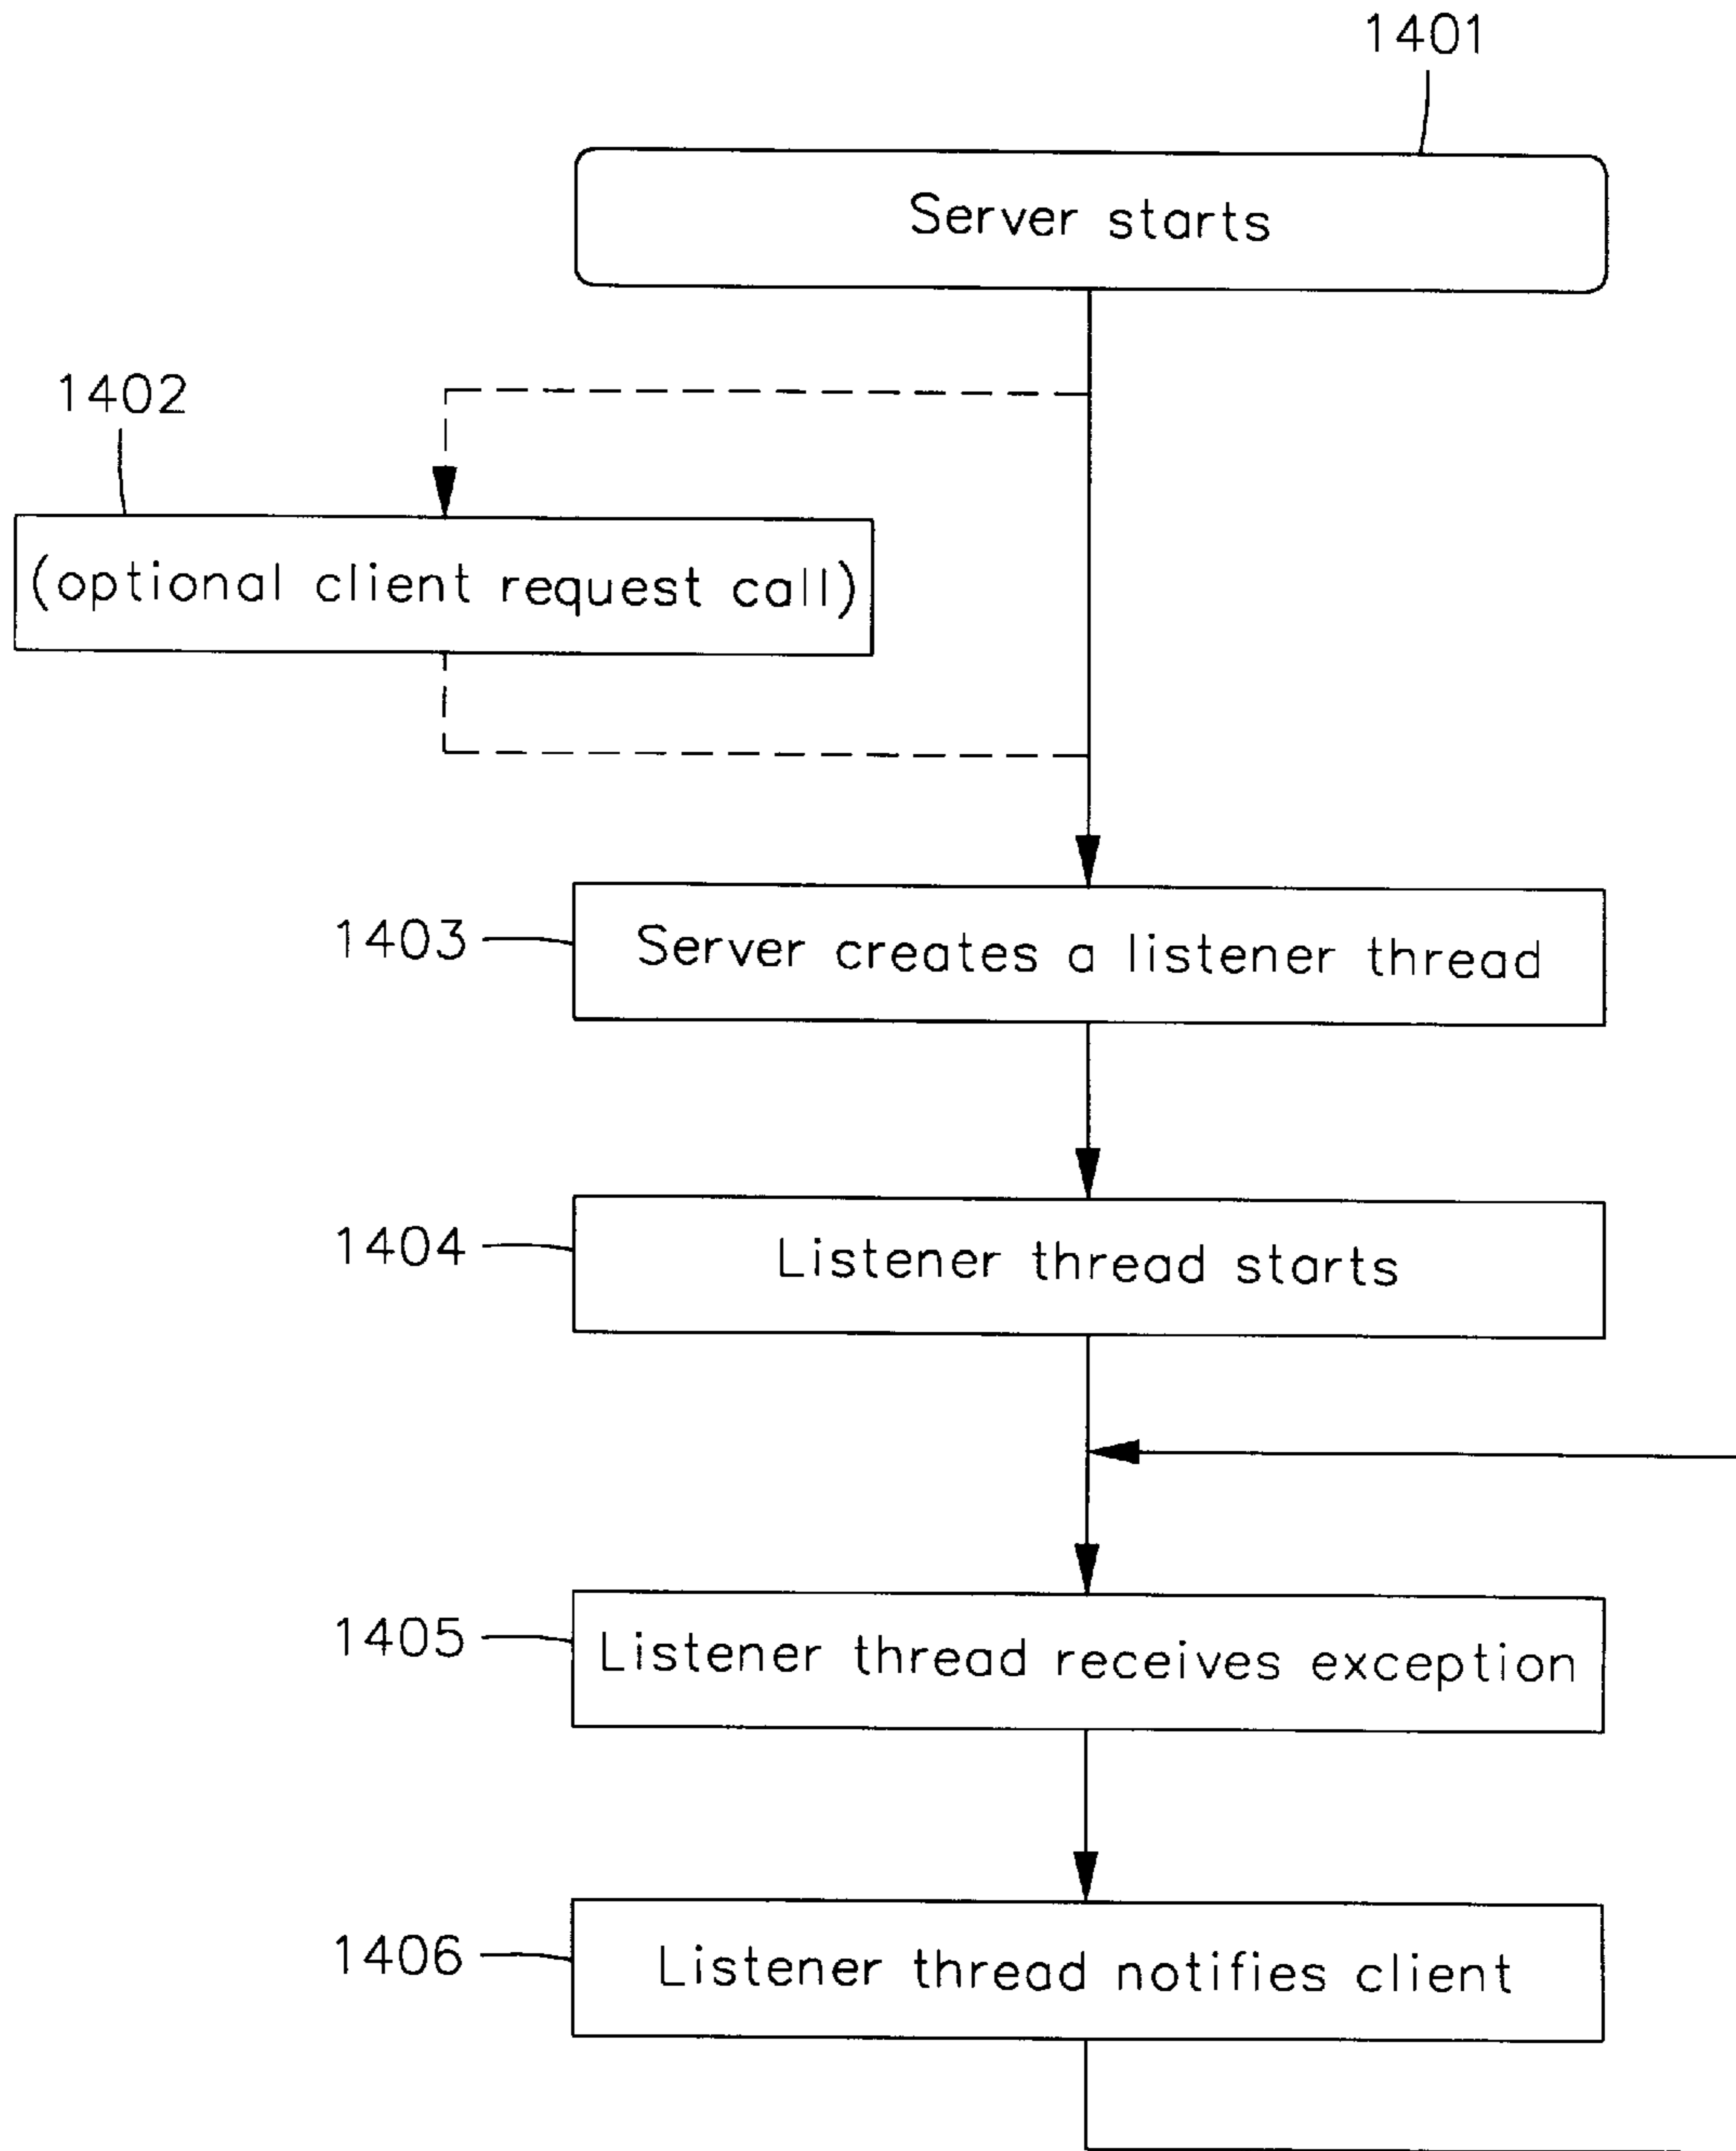 1401
Server starts
1402
(optional client request call)
1403
Server creates a listener thread
1404
Listener thread starts
1405
Listener thread receives exception
1406
Listener thread notifies client